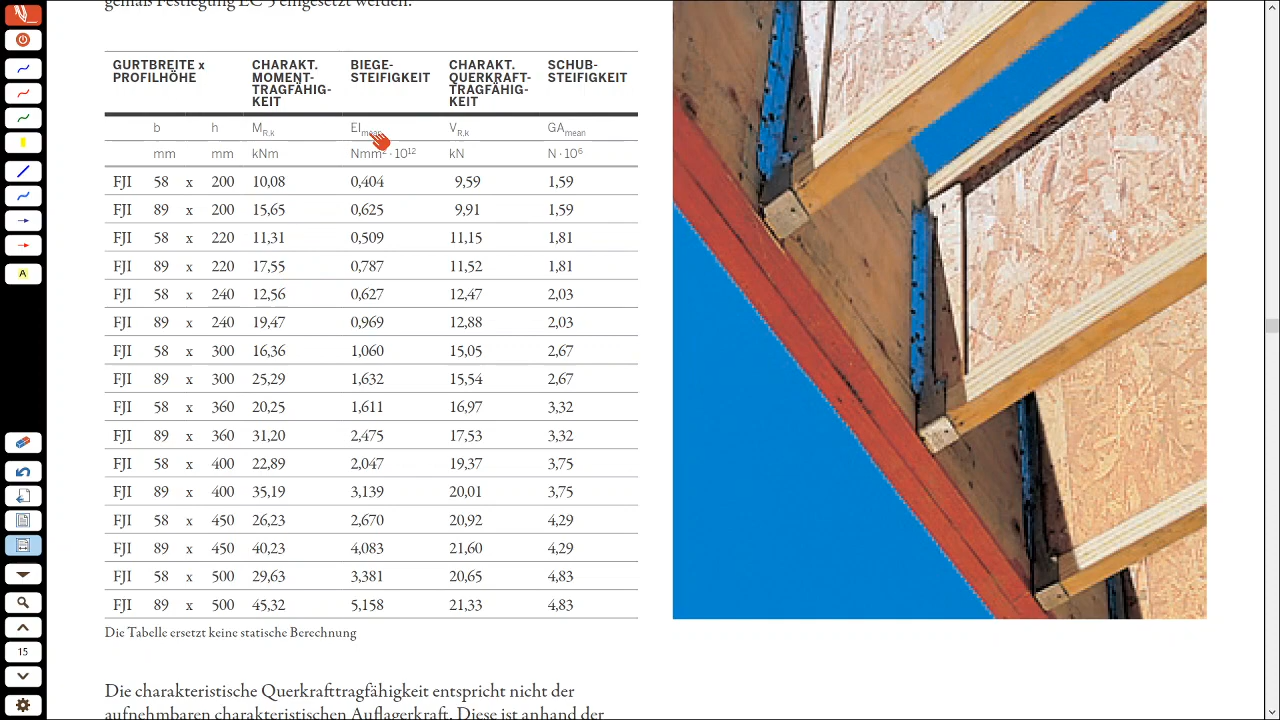 gemäß Festlegung EC 5 eingesetzt werden.
GURTBREITE x PROFILHÖHE CHARAKT. MOMENT-TRAGFÄHIG-KEIT BIEGE-STEIFIGKEIT CHARAKT. QUERKRAFT-TRAGFÄHIG-KEIT SCHUB-STEIFIGKEIT
b h MR.k EImean VR.k GAmean
mm mm kNm Nmm² · 10¹² kN N · 10⁶
FJI 58 x 200 10,08 0,404 9,59 1,59
FJI 89 x 200 15,65 0,625 9,91 1,59
FJI 58 x 220 11,31 0,509 11,15 1,81
FJI 89 x 220 17,55 0,787 11,52 1,81
FJI 58 x 240 12,56 0,627 12,47 2,03
FJI 89 x 240 19,47 0,969 12,88 2,03
FJI 58 x 300 16,36 1,060 15,05 2,67
FJI 89 x 300 25,29 1,632 15,54 2,67
FJI 58 x 360 20,25 1,611 16,97 3,32
FJI 89 x 360 31,20 2,475 17,53 3,32
FJI 58 x 400 22,89 2,047 19,37 3,75
FJI 89 x 400 35,19 3,139 20,01 3,75
FJI 58 x 450 26,23 2,670 20,92 4,29
FJI 89 x 450 40,23 4,083 21,60 4,29
FJI 58 x 500 29,63 3,381 20,65 4,83
FJI 89 x 500 45,32 5,158 21,33 4,83
Die Tabelle ersetzt keine statische Berechnung
Die charakteristische Querkrafttragfähigkeit entspricht nicht der
aufnehmbaren charakteristischen Auflagerkraft. Diese ist anhand der
A
15